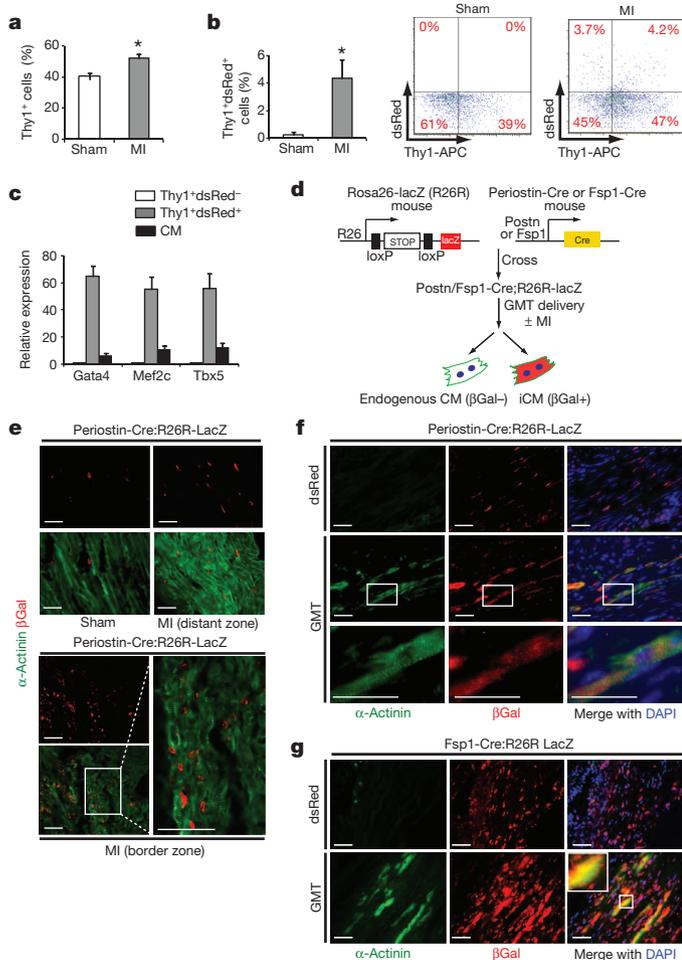 a
Thy1+ cells (%)
60
40
20
0
*
Sham MI
b
Thy1+dsRed+
cells (%)
6
4
2
0
*
Sham MI
Sham
0% 0%
61% 39%
dsRed
Thy1-APC
MI
3.7% 4.2%
45% 47%
dsRed
Thy1-APC
c
Thy1+dsRed−
Thy1+dsRed+
CM
Relative expression
80
60
40
20
0
Gata4 Mef2c Tbx5
d
Rosa26-lacZ (R26R)
mouse
Periostin-Cre or Fsp1-Cre
mouse
R26
STOP
lacZ
loxP loxP
Postn
or Fsp1
Cre
Cross
Postn/Fsp1-Cre;R26R-lacZ
GMT delivery
± MI
Endogenous CM (βGal−) iCM (βGal+)
e
Periostin-Cre:R26R-LacZ
α-Actinin βGal
Sham MI (distant zone)
Periostin-Cre:R26R-LacZ
MI (border zone)
f
Periostin-Cre:R26R-LacZ
dsRed
GMT
α-Actinin βGal Merge with DAPI
g
Fsp1-Cre:R26R LacZ
dsRed
GMT
α-Actinin βGal Merge with DAPI